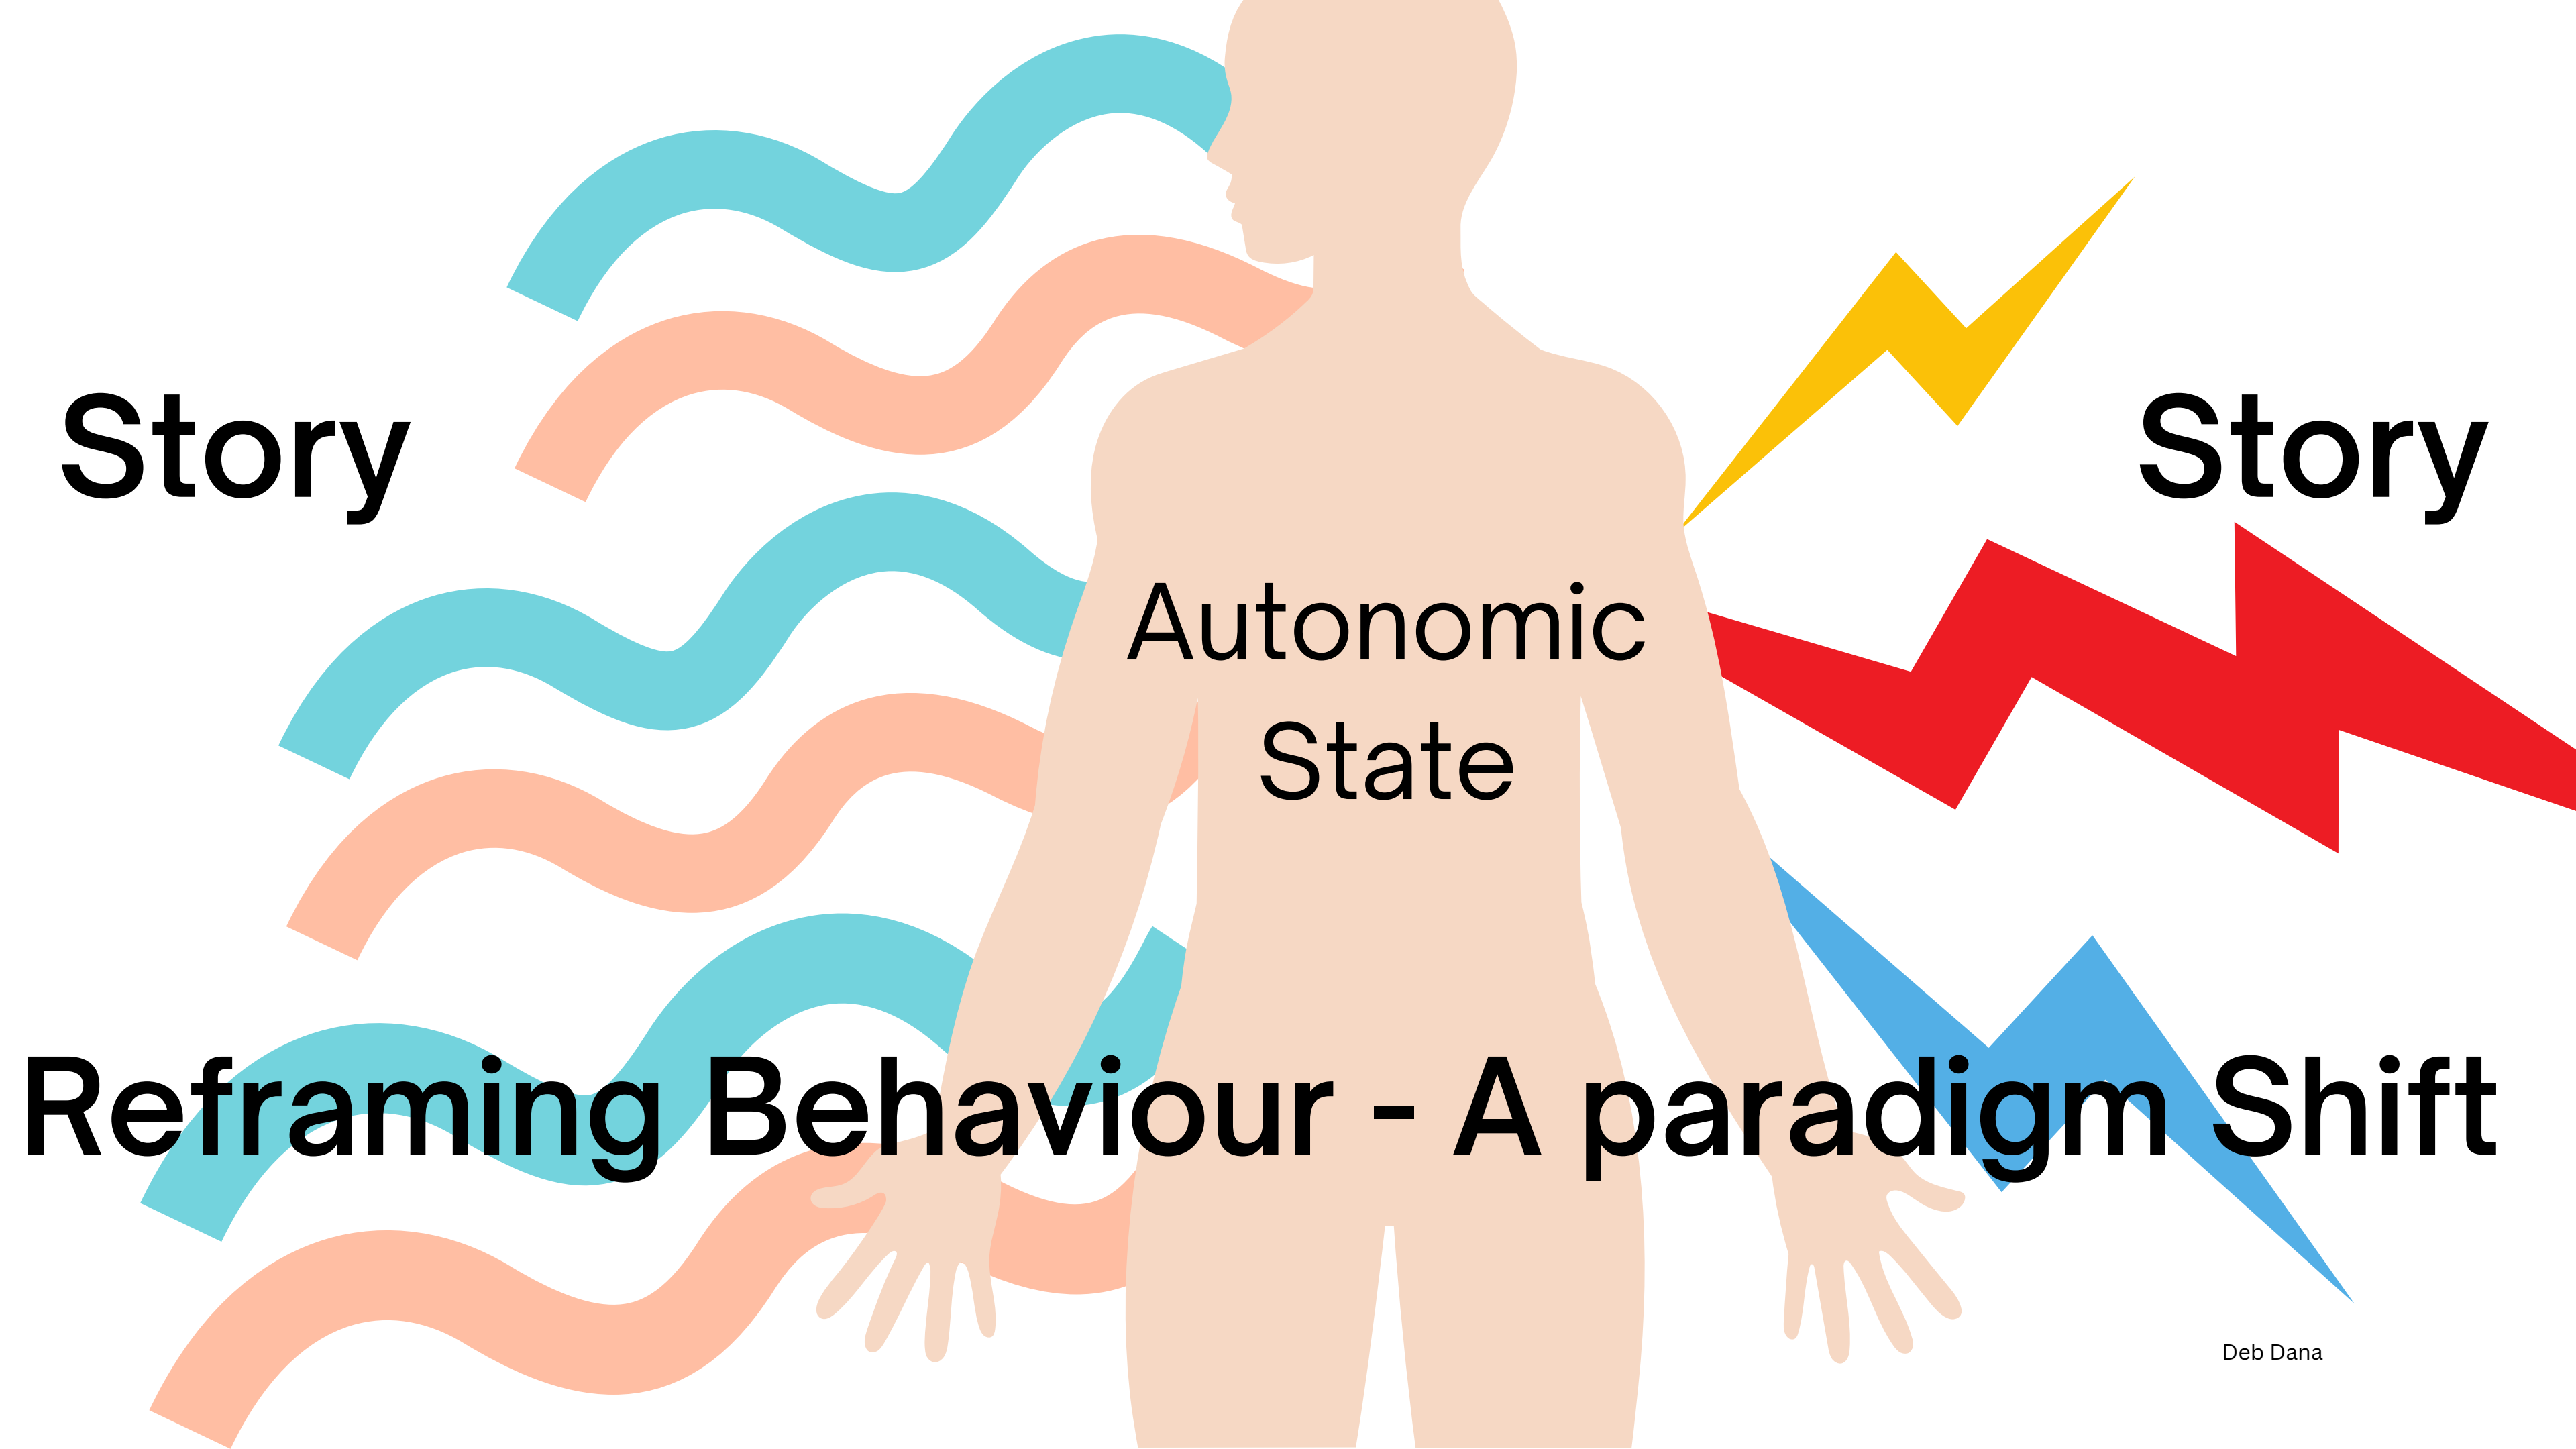 Story
Story
Autonomic
State
Reframing Behaviour - A paradigm Shift
Deb Dana